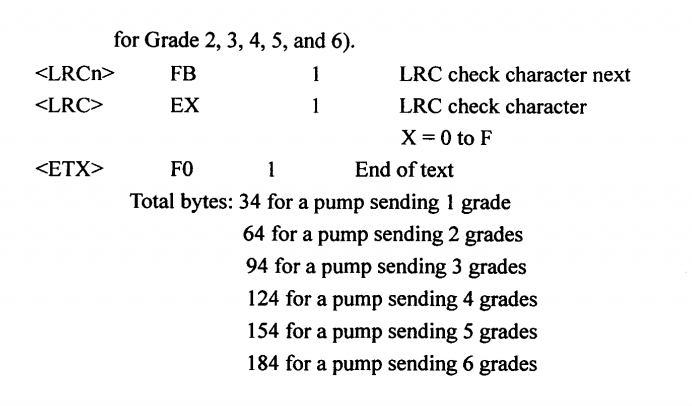 for Grade 2, 3, 4, 5, and 6).
<LRCn> FB 1 LRC check character next
<LRC> EX 1 LRC check character
X = 0 to F
<ETX> F0 1 End of text
Total bytes: 34 for a pump sending 1 grade
64 for a pump sending 2 grades
94 for a pump sending 3 grades
124 for a pump sending 4 grades
154 for a pump sending 5 grades
184 for a pump sending 6 grades